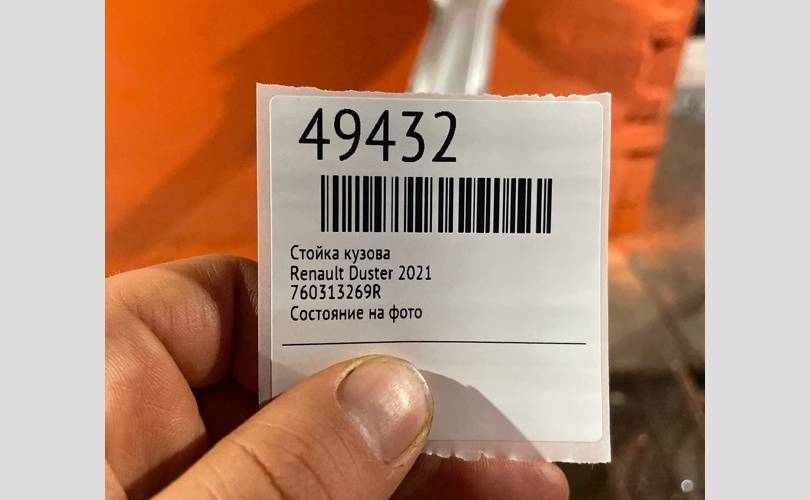 49432
Стойка кузова
Renault Duster 2021
760313269R
Состояние на фото